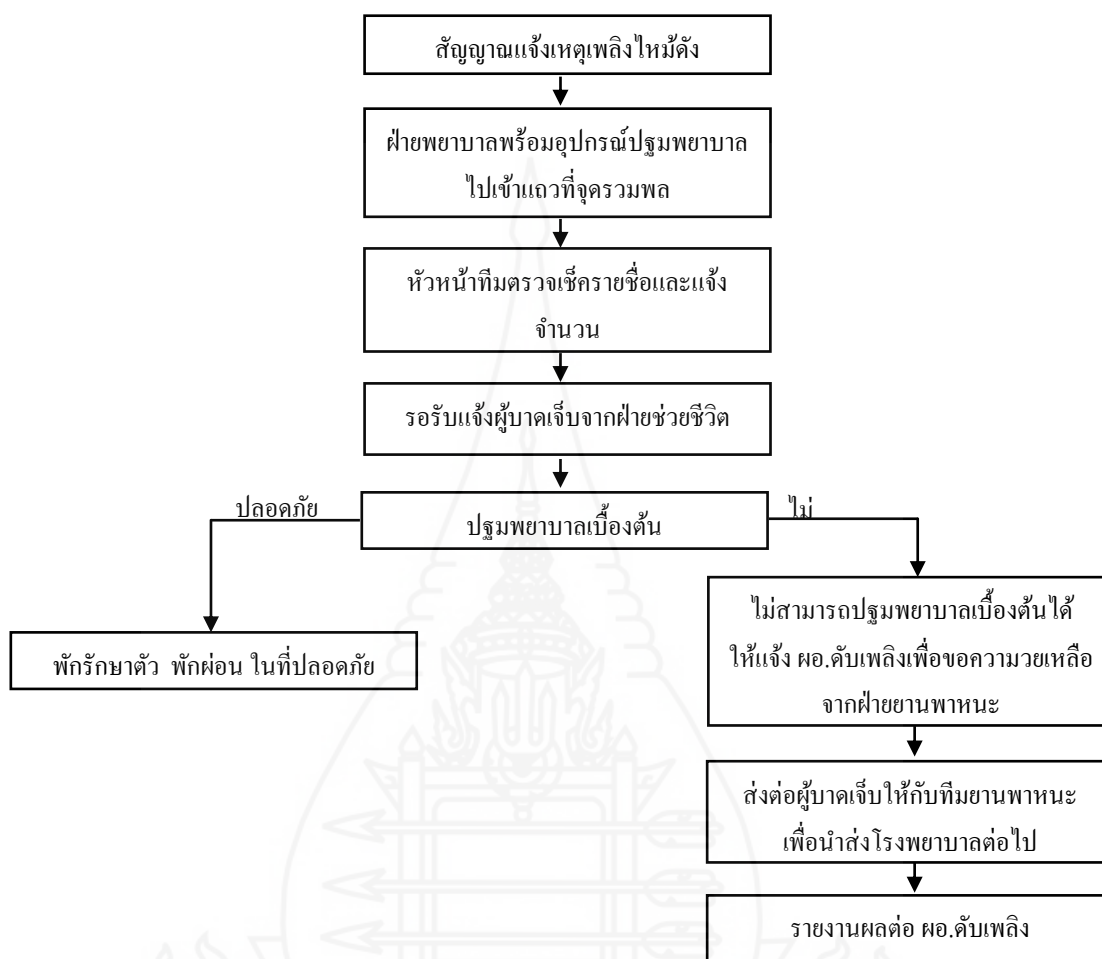 สัญญาณแจ้งเหตุเพลิงไหม้ดัง
ฝ่ายพยาบาลพร้อมอุปกรณ์ปฐมพยาบาล
ไปเข้าแถวที่จุดรวมพล
หัวหน้าทีมตรวจเช็ครายชื่อและแจ้ง
จำนวน
รอรับแจ้งผู้บาดเจ็บจากฝ่ายช่วยชีวิต
ปลอดภัย
ปฐมพยาบาลเบื้องต้น
ไม่
พักรักษาตัว พักผ่อน ในที่ปลอดภัย
ไม่สามารถปฐมพยาบาลเบื้องต้นได้
ให้แจ้ง ผอ.ดับเพลิงเพื่อขอความวยเหลือ
จากฝ่ายยานพาหนะ
ส่งต่อผู้บาดเจ็บให้กับทีมยานพาหนะ
เพื่อนำส่งโรงพยาบาลต่อไป
รายงานผลต่อ ผอ.ดับเพลิง